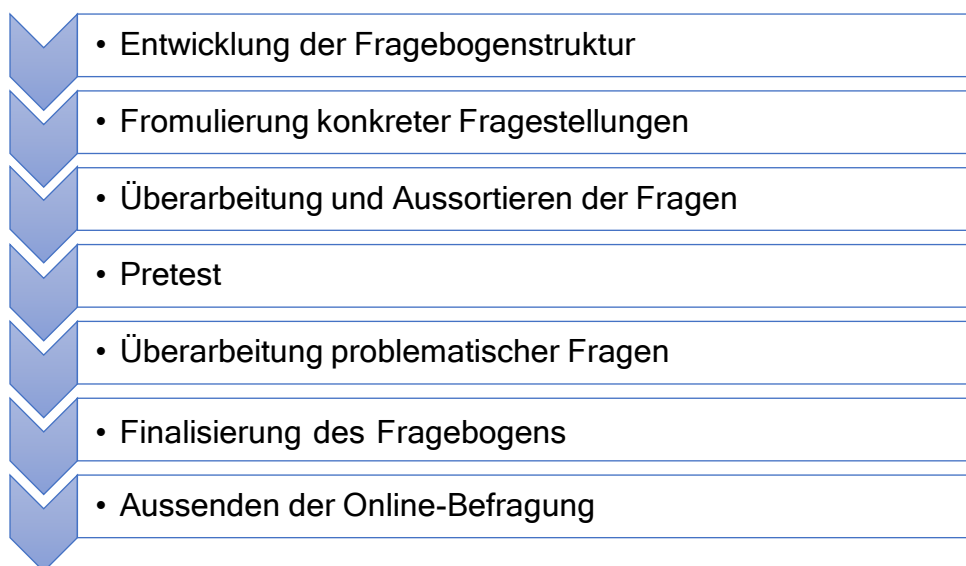 • Entwicklung der Fragebogenstruktur
• Fromulierung konkreter Fragestellungen
• Überarbeitung und Aussortieren der Fragen
• Pretest
• Überarbeitung problematischer Fragen
• Finalisierung des Fragebogens
• Aussenden der Online-Befragung